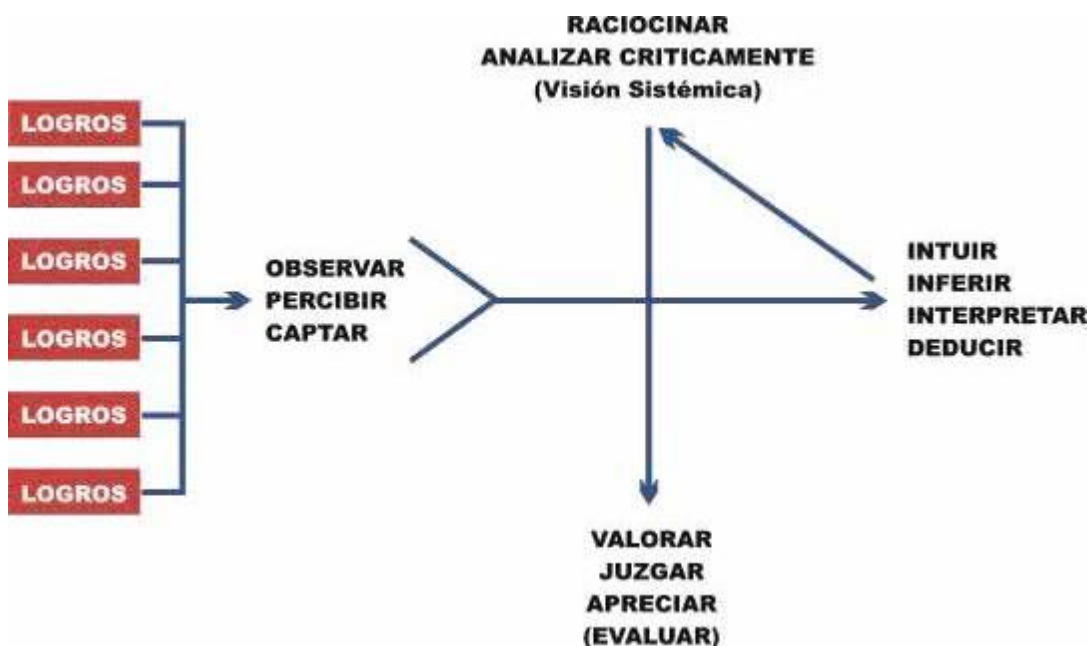 RACIOCINAR
ANALIZAR CRITICAMENTE
(Visión Sistémica)
LOGROS
LOGROS
LOGROS
LOGROS
LOGROS
LOGROS
OBSERVAR
PERCIBIR
CAPTAR
INTUIR
INFERIR
INTERPRETAR
DEDUCIR
VALORAR
JUZGAR
APRECIAR
(EVALUAR)